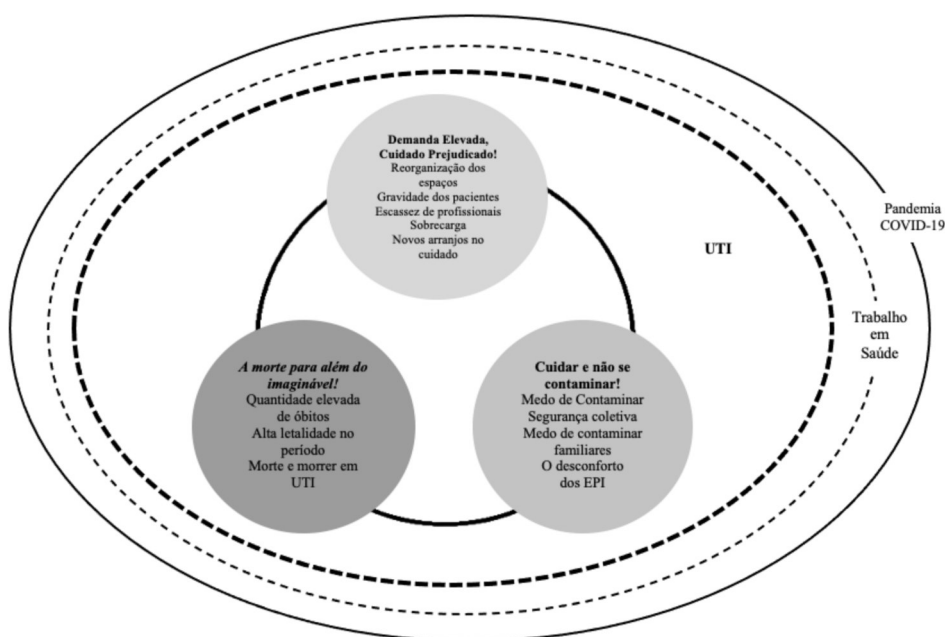 Demanda Elevada,
Cuidado Prejudicado!
Reorganização dos
espaços
Gravidade dos pacientes
Escassez de profissionais
Sobrecarga
Novos arranjos no
cuidado
Pandemia
COVID-19
UTI
Trabalho
em
Saúde
A morte para além do
imaginável!
Quantidade elevada
de óbitos
Alta letalidade no
período
Morte e morrer em
UTI
Cuidar e não se
contaminar!
Medo de Contaminar
Segurança coletiva
Medo de contaminar
familiares
O desconforto
dos EPI